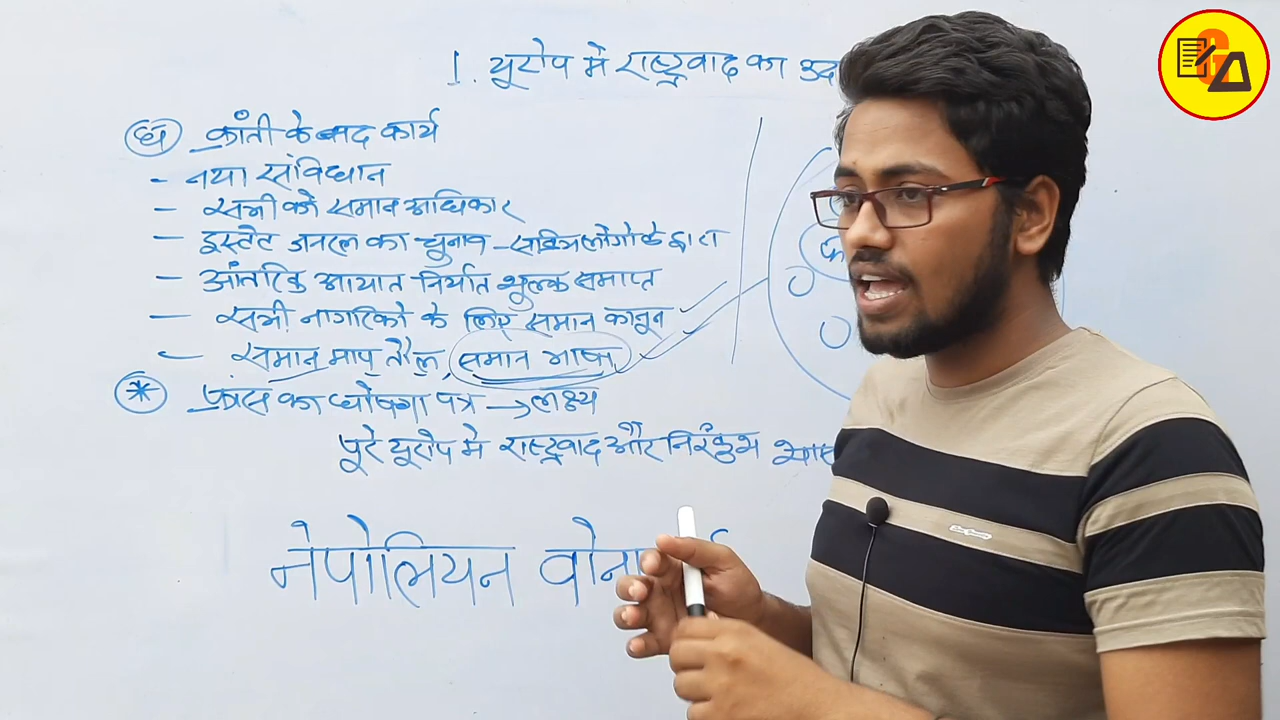 1. यूरोप मे राष्ट्रवाद का उद
घ क्रांती के बाद कार्य
- नया संविधान
- सभी को समान अधिकार
- इस्टेट जनरल का चुनाव - सक्रिय लोगो के द्वारा
- आंतरिक आयात निर्यात शुल्क समाप्त
- सभी नागरिको के लिए समान कानून
- समान माप तौल, समान भाषा
* फ्रांस का घोषणा पत्र → लक्ष्य
पूरे यूरोप मे राष्ट्रवाद और निरंकुश
नेपोलियन वोना